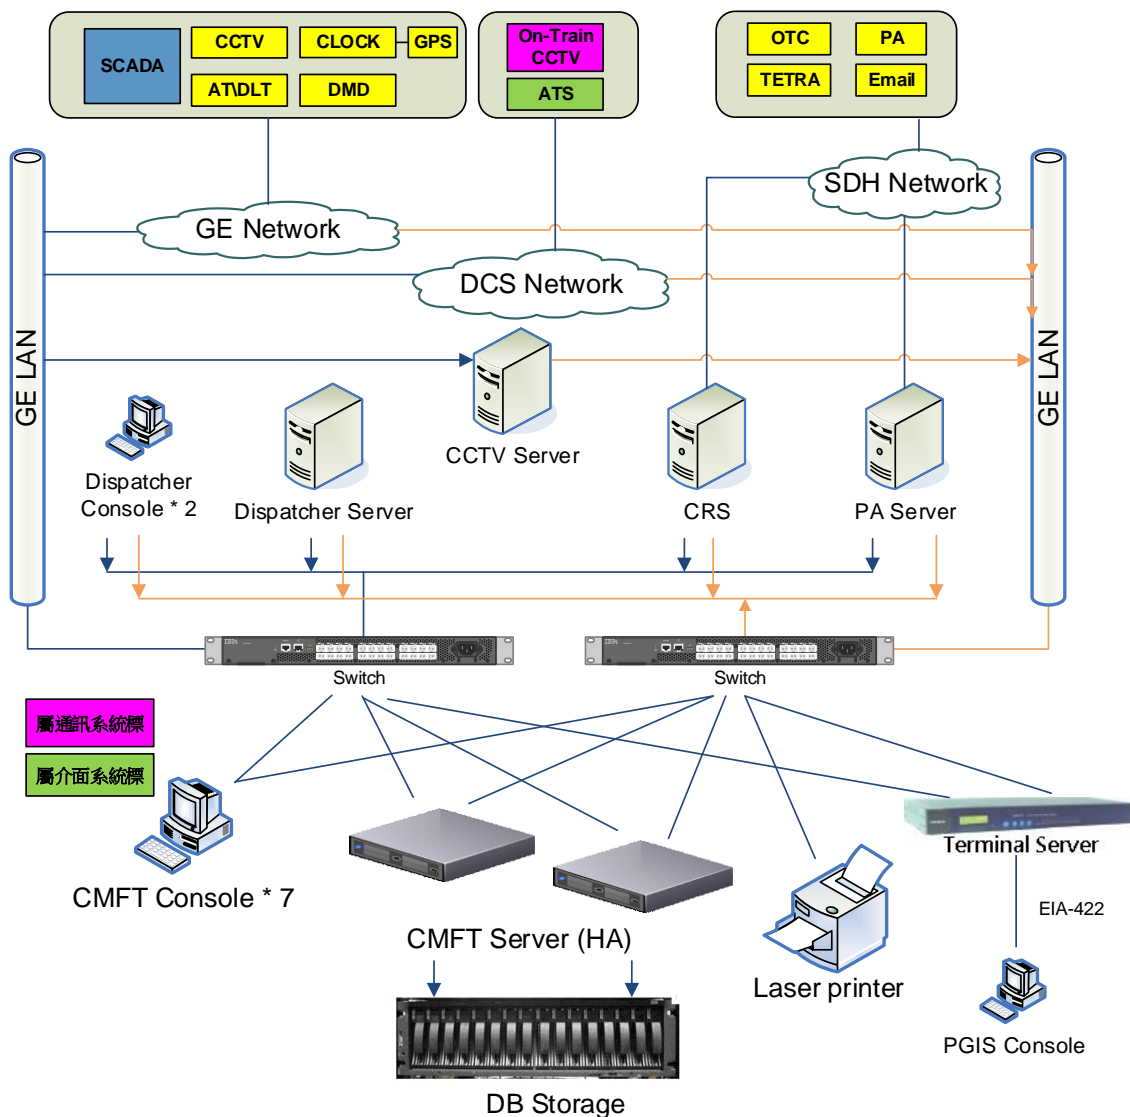 SCADA
CCTV
CLOCK
GPS
AT\DLT
DMD
On-Train
CCTV
ATS
OTC
PA
TETRA
Email
SDH Network
GE Network
DCS Network
GE LAN
GE LAN
CCTV Server
Dispatcher
Console * 2
Dispatcher Server
CRS
PA Server
IBM
IBM
Switch
Switch
屬通訊系統標
屬介面系統標
Terminal Server
CMFT Console * 7
EIA-422
CMFT Server (HA)
Laser printer
PGIS Console
DB Storage